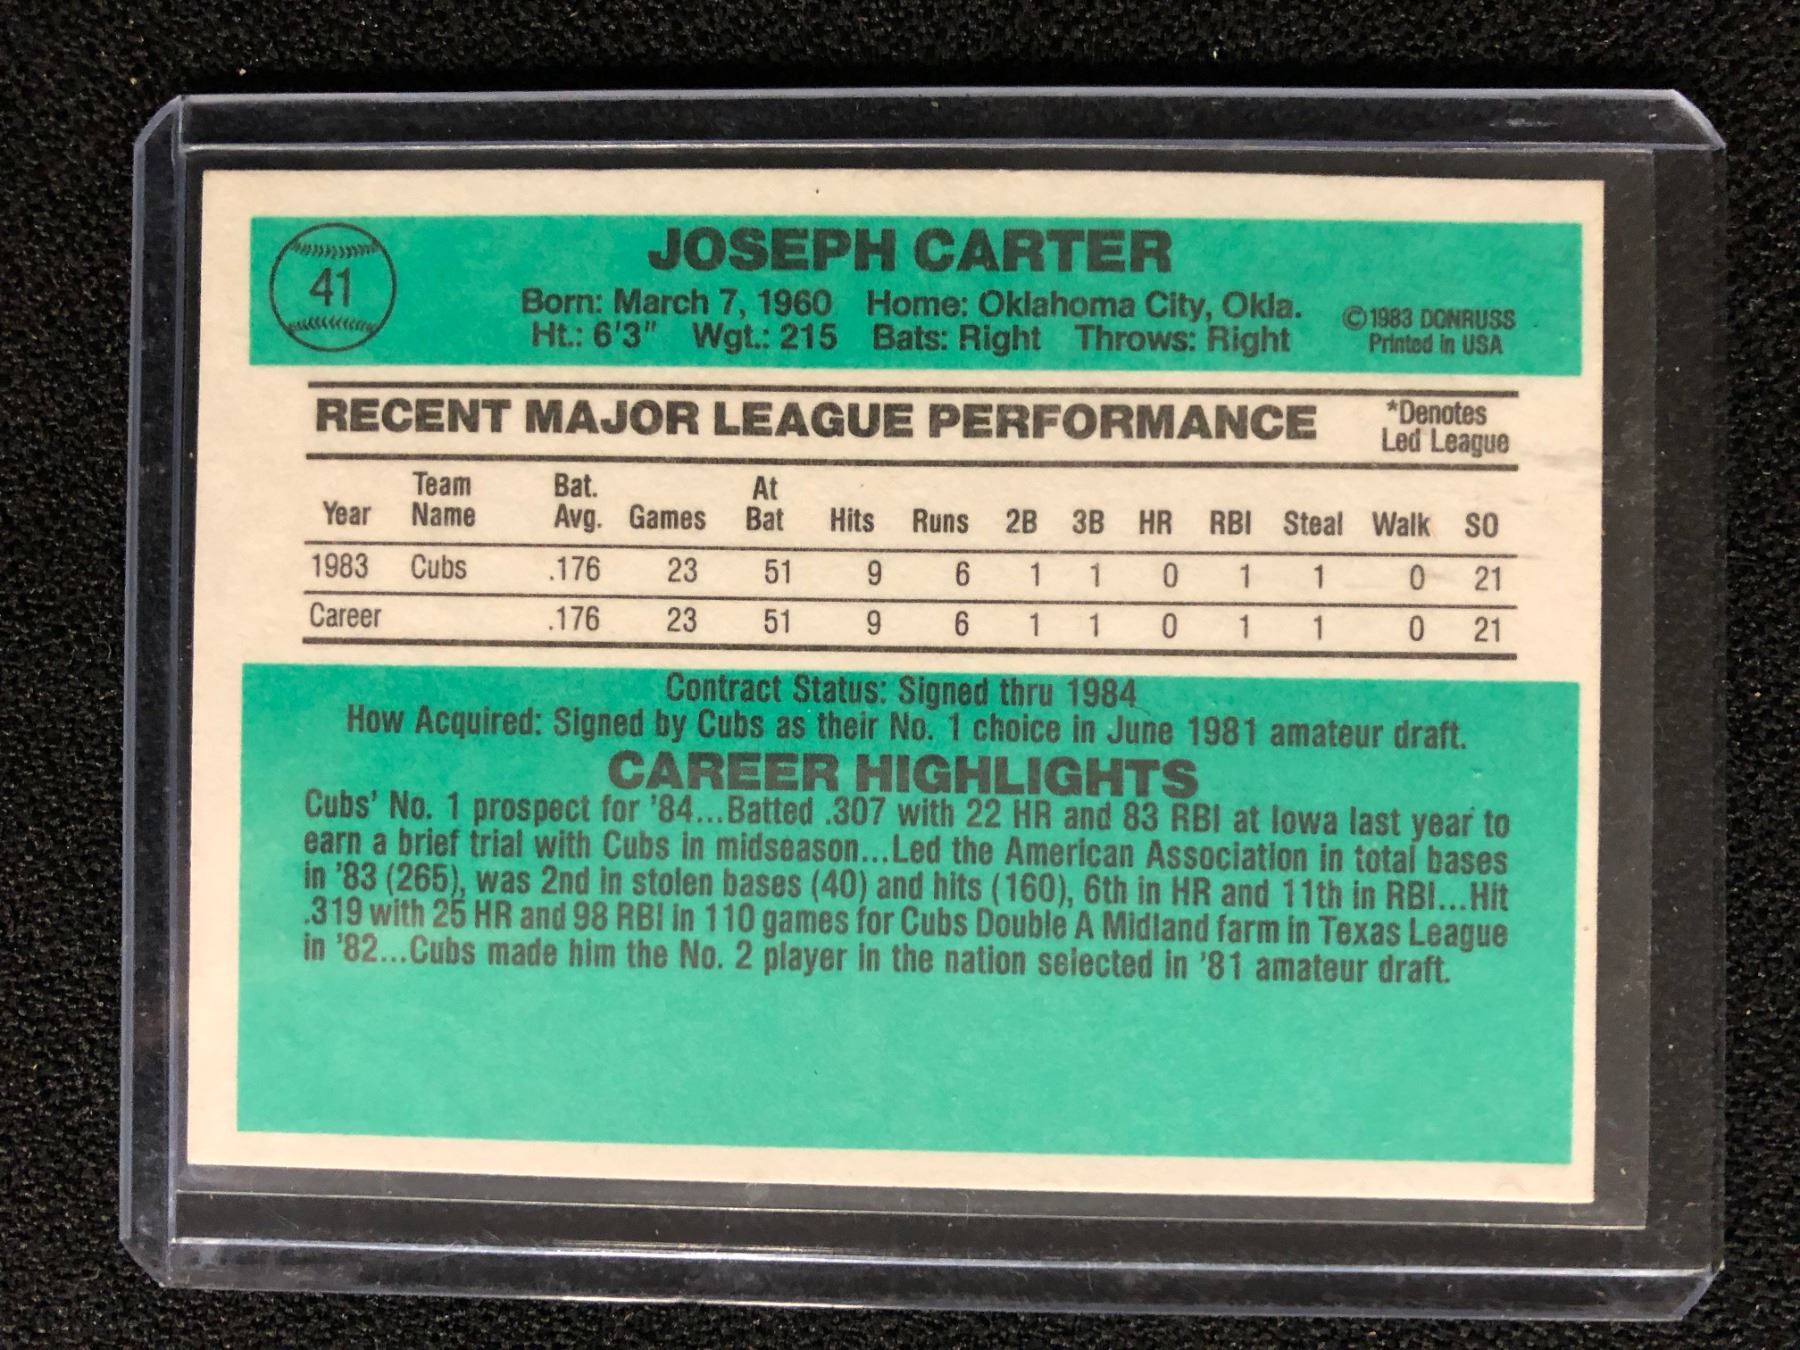 41
JOSEPH CARTER
Born: March 7, 1960 Home: Oklahoma City, Okla.
Ht.: 6'3" Wgt.: 215 Bats: Right Throws: Right
©1983 DONRUSS
Printed in USA
RECENT MAJOR LEAGUE PERFORMANCE
*Denotes
Led League
Year Team Name Bat. Avg. Games At Bat Hits Runs 2B 3B HR RBI Steal Walk SO
1983 Cubs .176 23 51 9 6 1 1 0 1 1 0 21
Career .176 23 51 9 6 1 1 0 1 1 0 21
Contract Status: Signed thru 1984
How Acquired: Signed by Cubs as their No. 1 choice in June 1981 amateur draft.
CAREER HIGHLIGHTS
Cubs' No. 1 prospect for '84...Batted .307 with 22 HR and 83 RBI at Iowa last year to
earn a brief trial with Cubs in midseason...Led the American Association in total bases
in '83 (265), was 2nd in stolen bases (40) and hits (160), 6th in HR and 11th in RBI...Hit
.319 with 25 HR and 98 RBI in 110 games for Cubs Double A Midland farm in Texas League
in '82...Cubs made him the No. 2 player in the nation selected in '81 amateur draft.